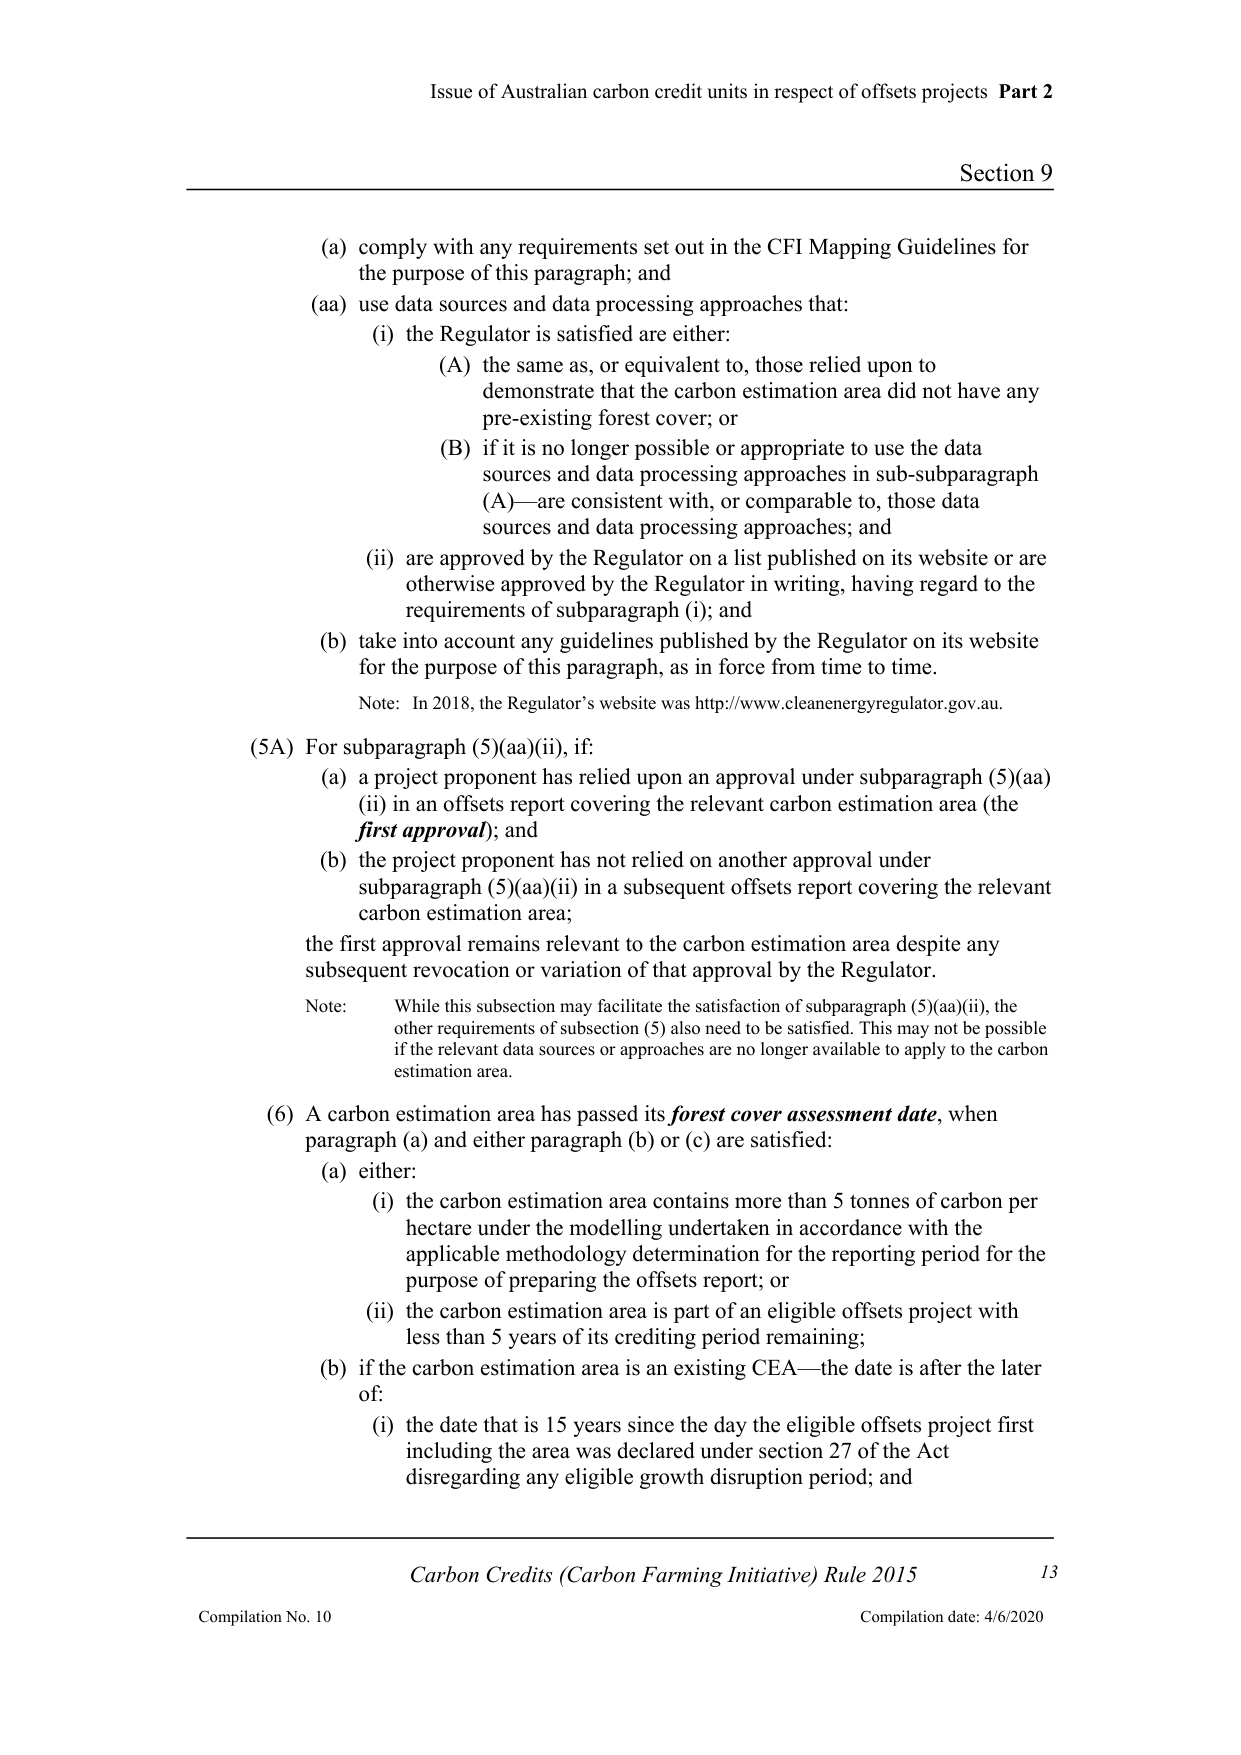 Issue of Australian carbon credit units in respect of offsets projects Part 2
Section 9
(a) comply with any requirements set out in the CFI Mapping Guidelines for
the purpose of this paragraph; and
(aa) use data sources and data processing approaches that:
(i) the Regulator is satisfied are either:
(A) the same as, or equivalent to, those relied upon to
demonstrate that the carbon estimation area did not have any
pre-existing forest cover; or
(B) if it is no longer possible or appropriate to use the data
sources and data processing approaches in sub-subparagraph
(A)—are consistent with, or comparable to, those data
sources and data processing approaches; and
(ii) are approved by the Regulator on a list published on its website or are
otherwise approved by the Regulator in writing, having regard to the
requirements of subparagraph (i); and
(b) take into account any guidelines published by the Regulator on its website
for the purpose of this paragraph, as in force from time to time.
Note: In 2018, the Regulator's website was http://www.cleanenergyregulator.gov.au.
(5A) For subparagraph (5)(aa)(ii), if:
(a) a project proponent has relied upon an approval under subparagraph (5)(aa)
(ii) in an offsets report covering the relevant carbon estimation area (the
first approval); and
(b) the project proponent has not relied on another approval under
subparagraph (5)(aa)(ii) in a subsequent offsets report covering the relevant
carbon estimation area;
the first approval remains relevant to the carbon estimation area despite any
subsequent revocation or variation of that approval by the Regulator.
Note: While this subsection may facilitate the satisfaction of subparagraph (5)(aa)(ii), the
other requirements of subsection (5) also need to be satisfied. This may not be possible
if the relevant data sources or approaches are no longer available to apply to the carbon
estimation area.
(6) A carbon estimation area has passed its forest cover assessment date, when
paragraph (a) and either paragraph (b) or (c) are satisfied:
(a) either:
(i) the carbon estimation area contains more than 5 tonnes of carbon per
hectare under the modelling undertaken in accordance with the
applicable methodology determination for the reporting period for the
purpose of preparing the offsets report; or
(ii) the carbon estimation area is part of an eligible offsets project with
less than 5 years of its crediting period remaining;
(b) if the carbon estimation area is an existing CEA—the date is after the later
of:
(i) the date that is 15 years since the day the eligible offsets project first
including the area was declared under section 27 of the Act
disregarding any eligible growth disruption period; and
Carbon Credits (Carbon Farming Initiative) Rule 2015 13
Compilation No. 10 Compilation date: 4/6/2020